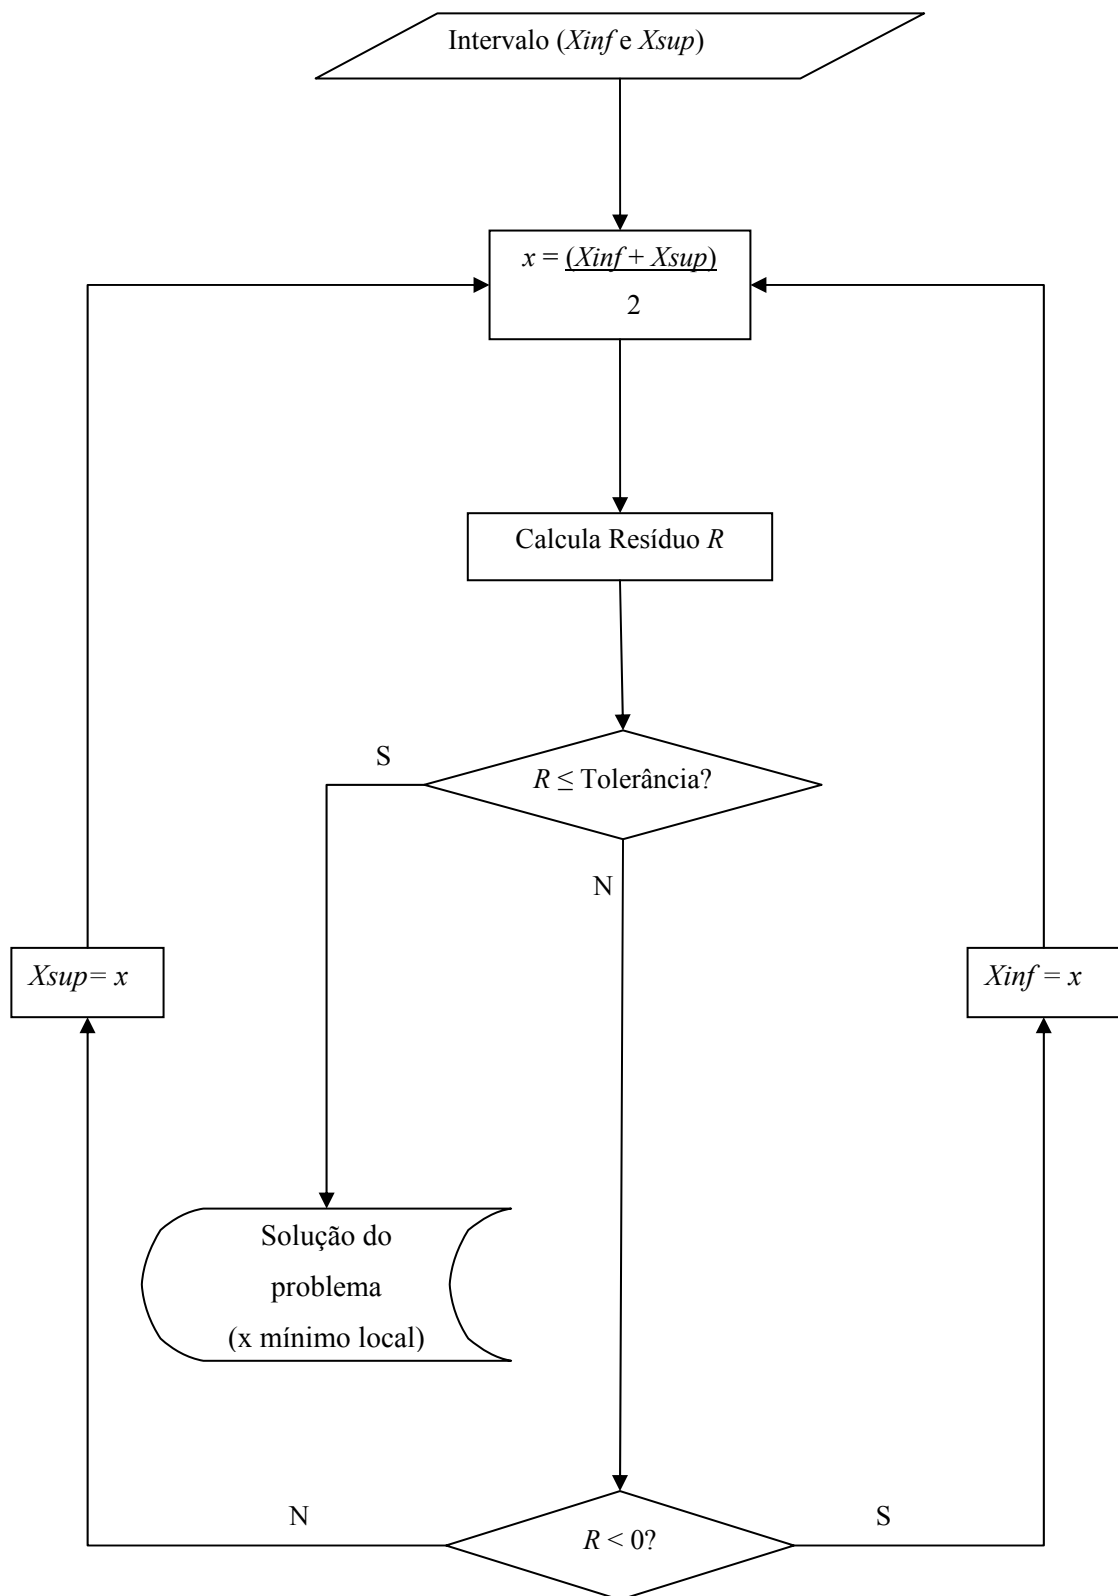 Intervalo (Xinf e Xsup)
x = (Xinf + Xsup)
2
Calcula Resíduo R
S
R ≤ Tolerância?
N
Xsup= x
Xinf = x
Solução do
problema
(x mínimo local)
N
S
R < 0?